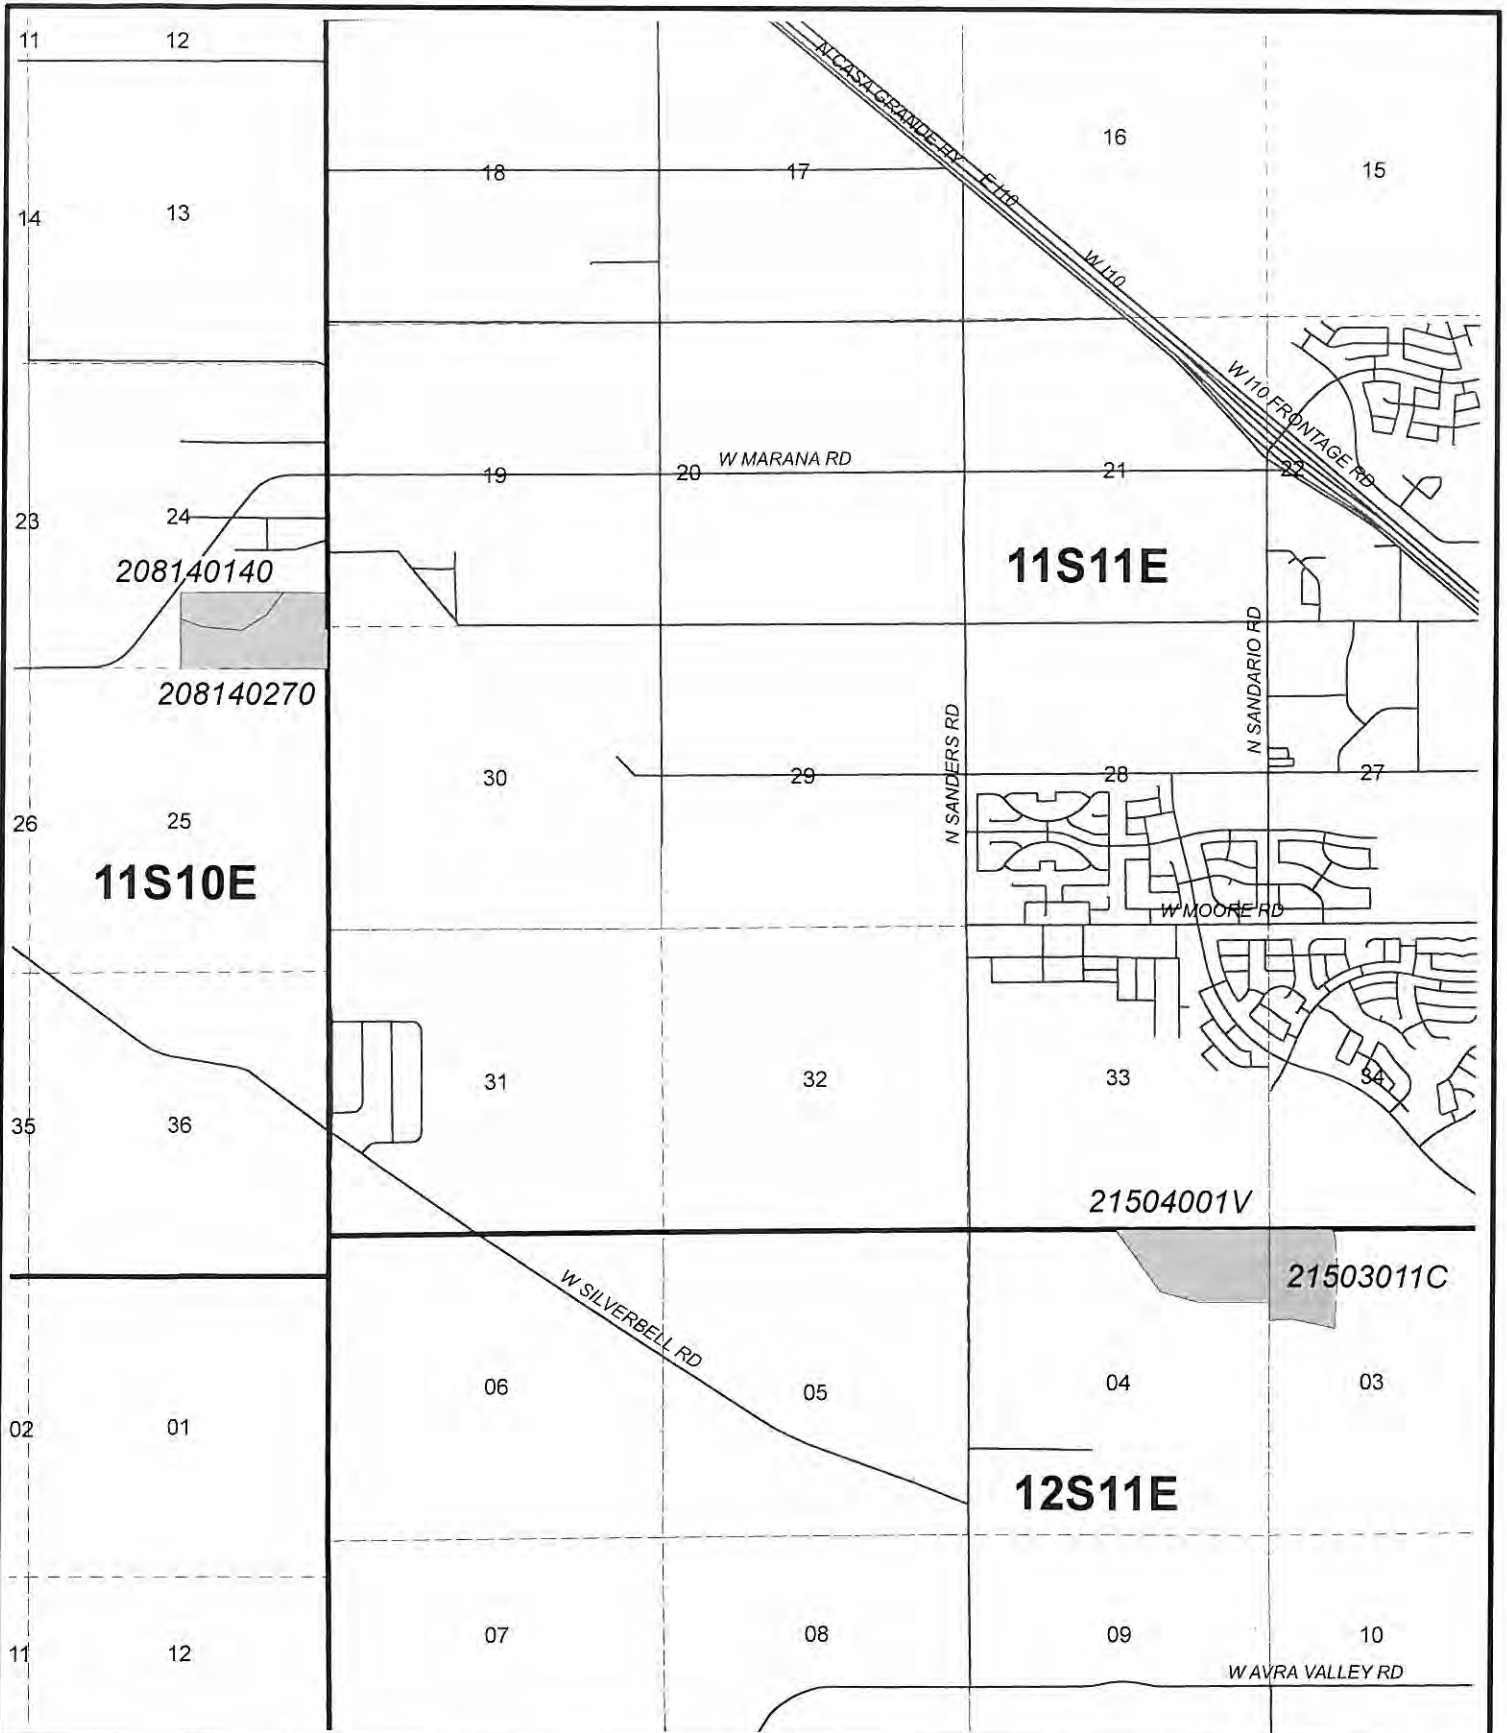 11
12
N CASA GRANDE HY
16
18
17
15
E I10
14
13
W I10
W I10 FRONTAGE RD
W MARANA RD
19
20
21
22
23
24
11S11E
208140140
N SANDARIO RD
208140270
N SANDERS RD
30
29
28
27
26
25
11S10E
W MOORE RD
31
32
33
34
35
36
21504001V
21503011C
W SILVERBELL RD
06
05
04
03
02
01
12S11E
07
08
09
10
11
12
W AVRA VALLEY RD